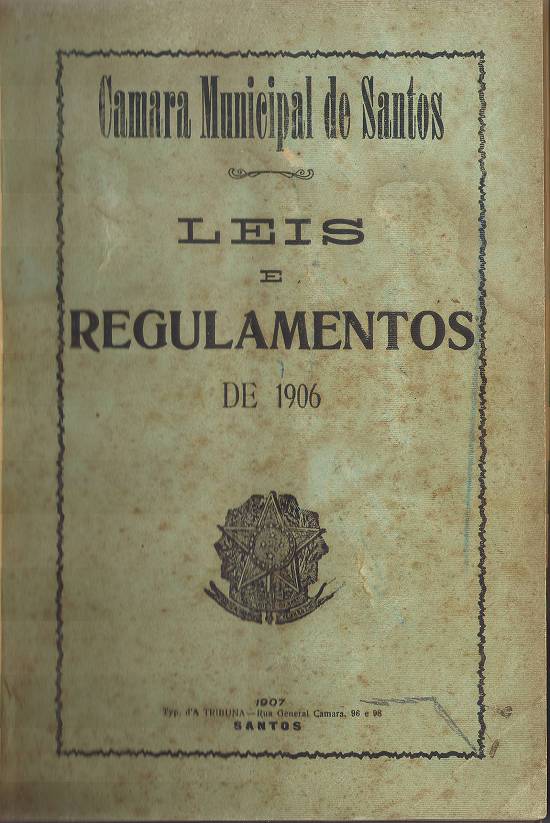 Camara Municipal de Santos
LEIS
E
REGULAMENTOS
DE 1906
1907
Typ. d'A TRIBUNA—Rua General Camara, 96 e 98
SANTOS